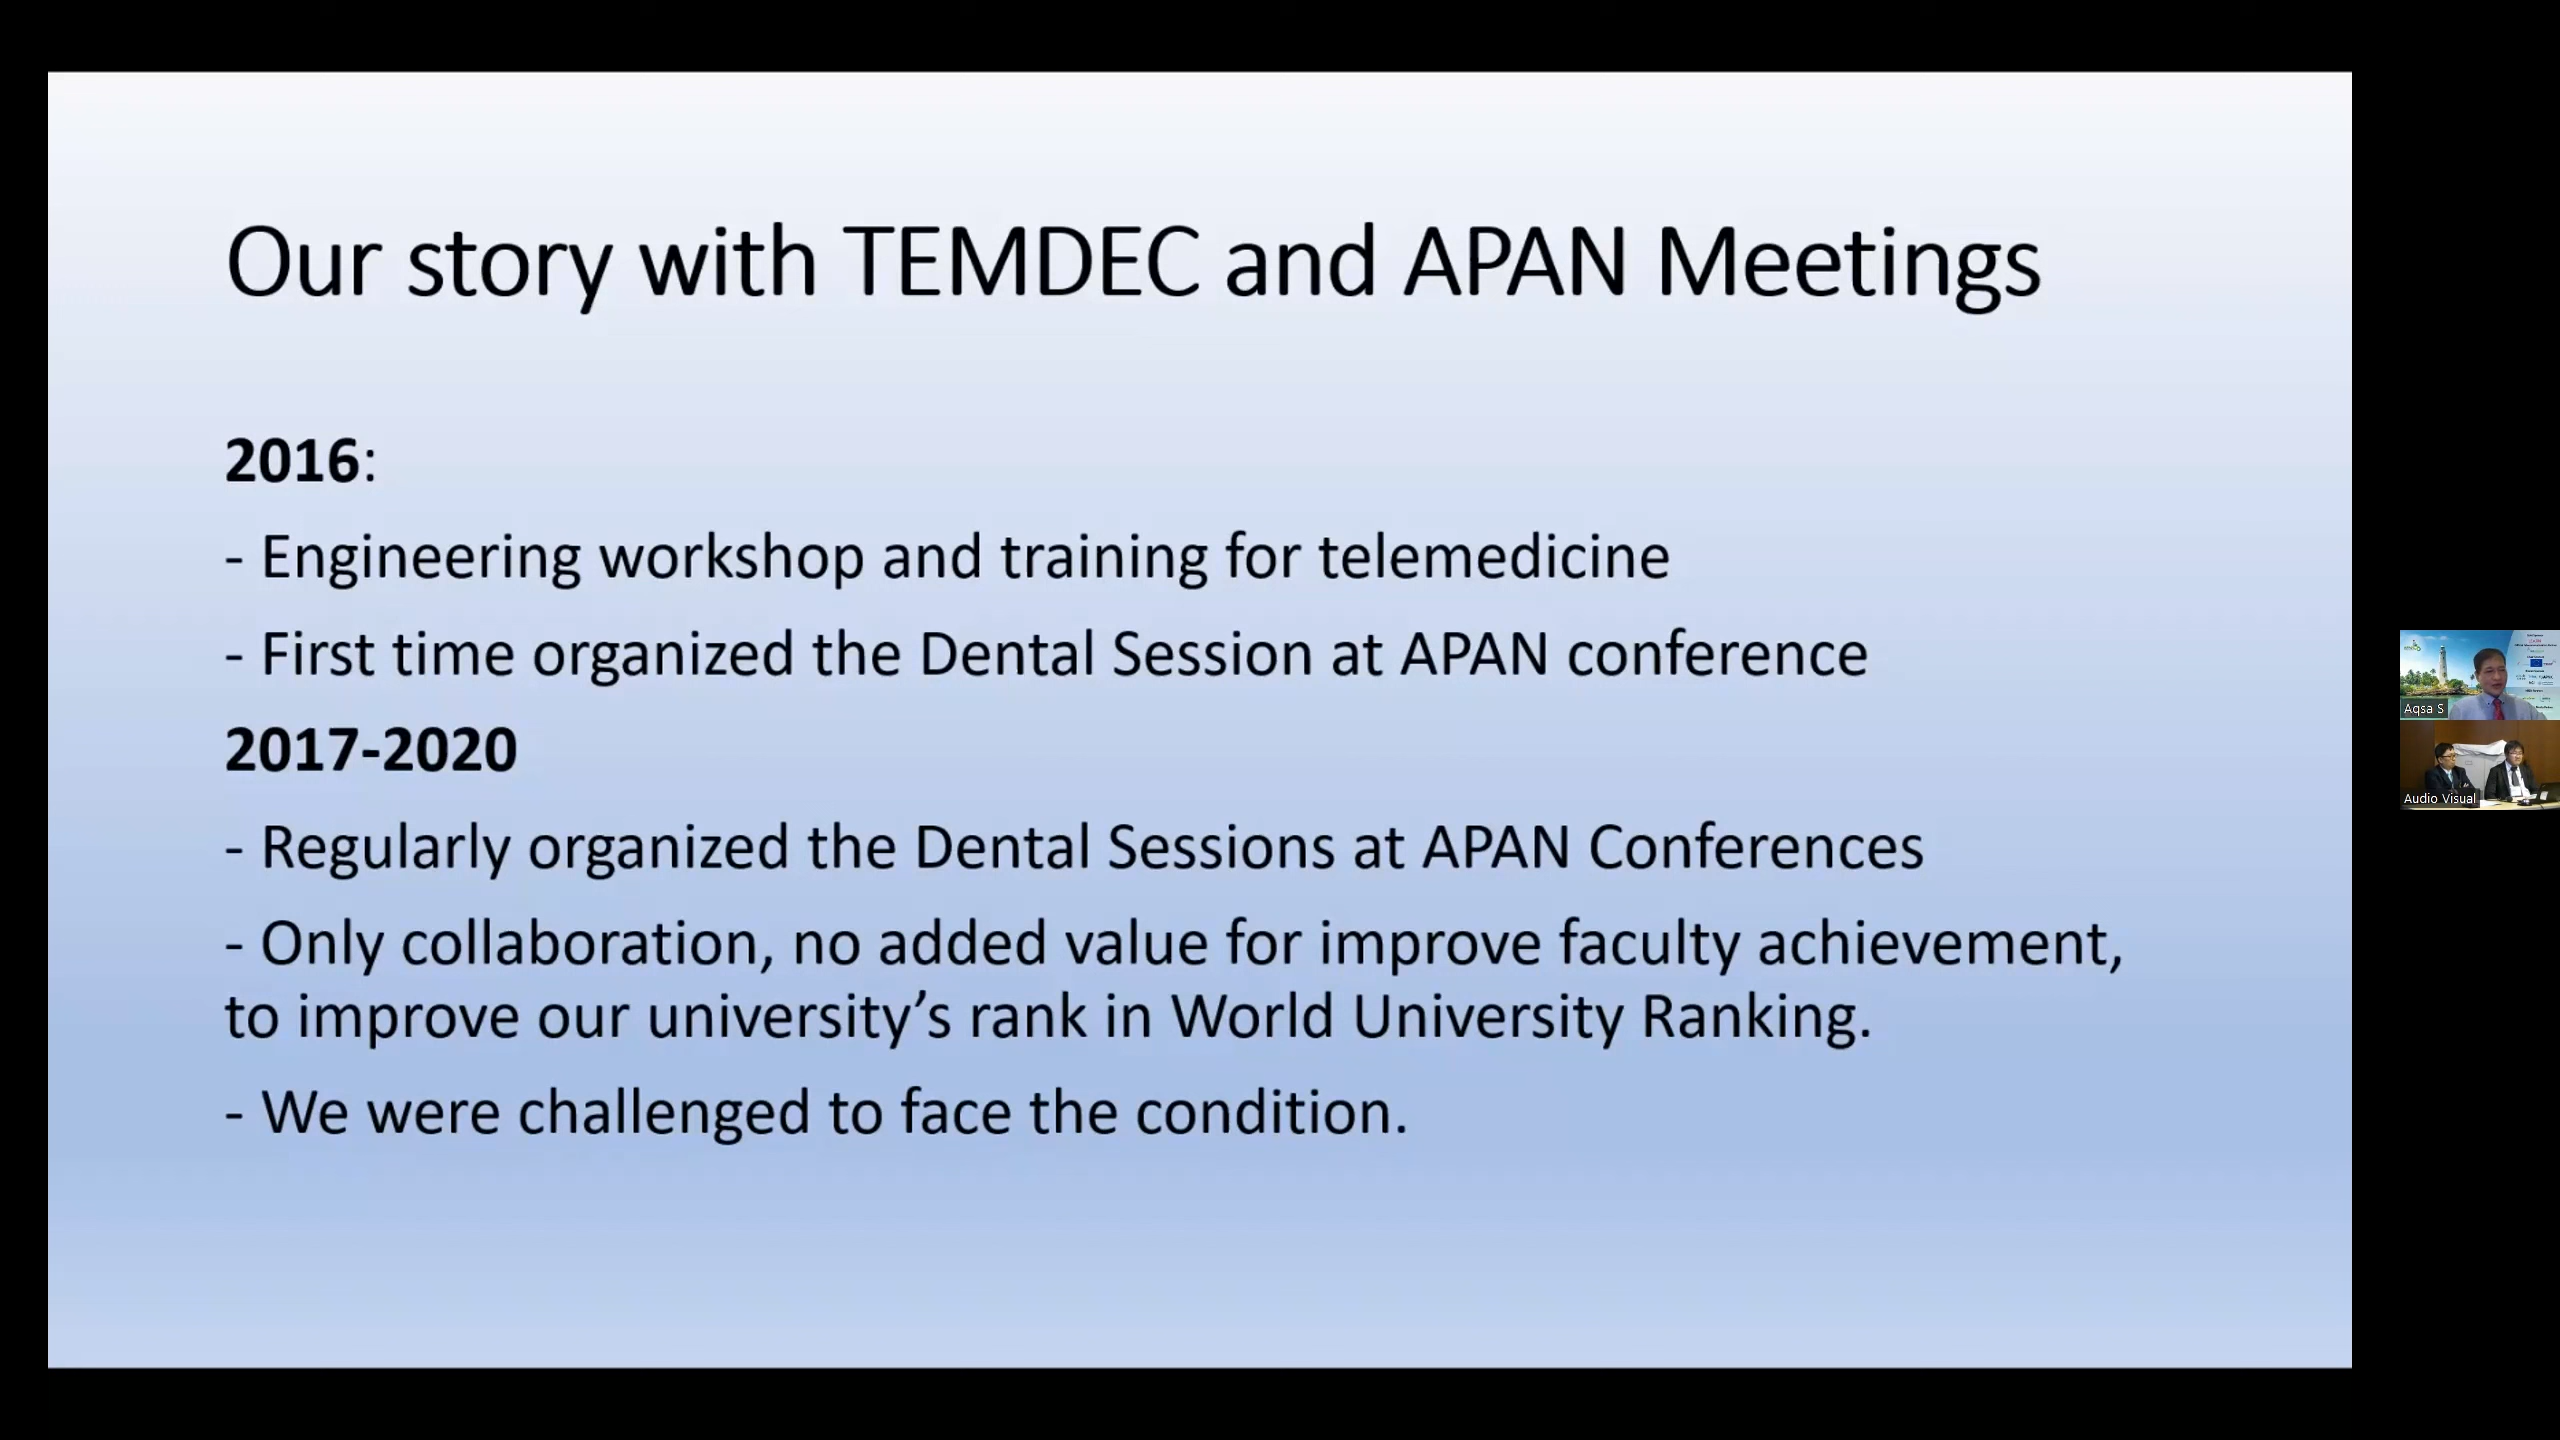 Our story with TEMDEC and APAN Meetings
2016:
- Engineering workshop and training for telemedicine
- First time organized the Dental Session at APAN conference
2017-2020
- Regularly organized the Dental Sessions at APAN Conferences
- Only collaboration, no added value for improve faculty achievement,
to improve our university’s rank in World University Ranking.
- We were challenged to face the condition.
Aqsa S
Audio Visual